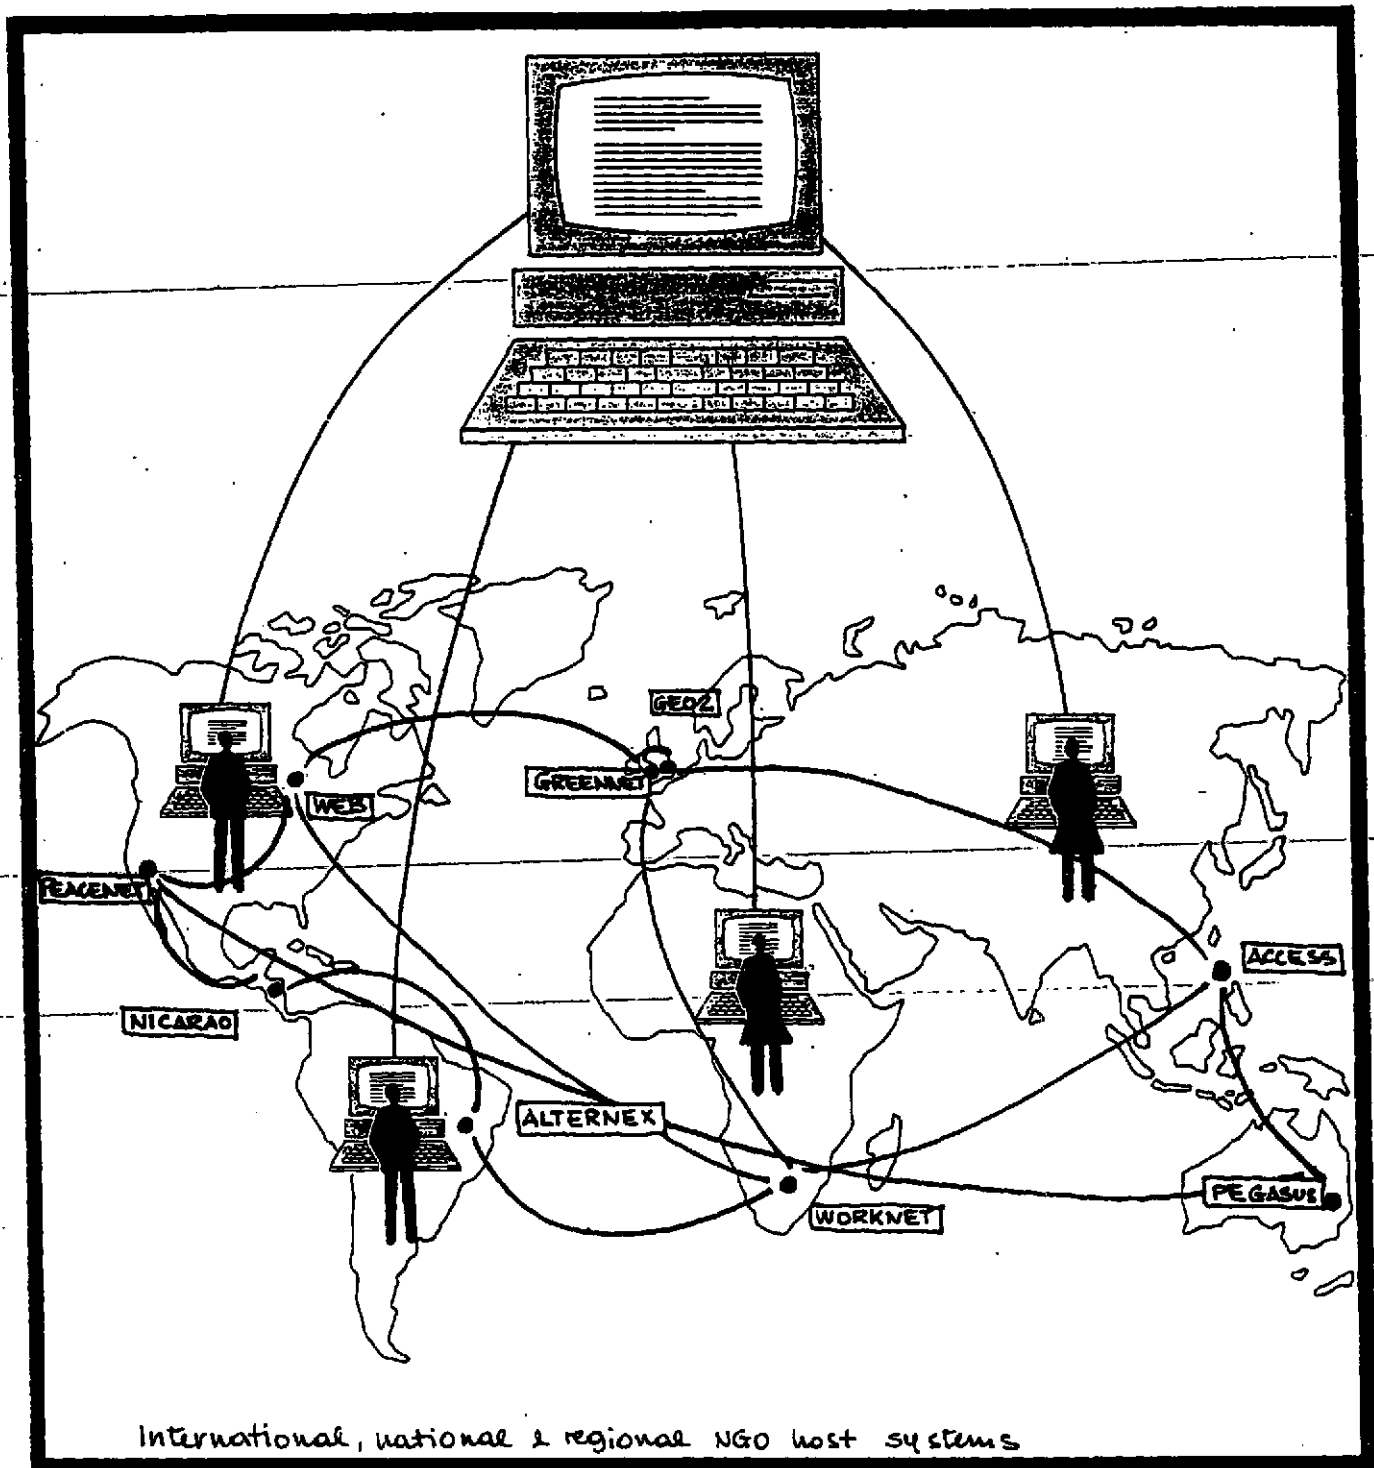 GEO2
GREENNET
WEB
PEACENET
ACCESS
NICARAO
ALTERNEX
PEGASUS
WORKNET
International, national & regional NGO host systems